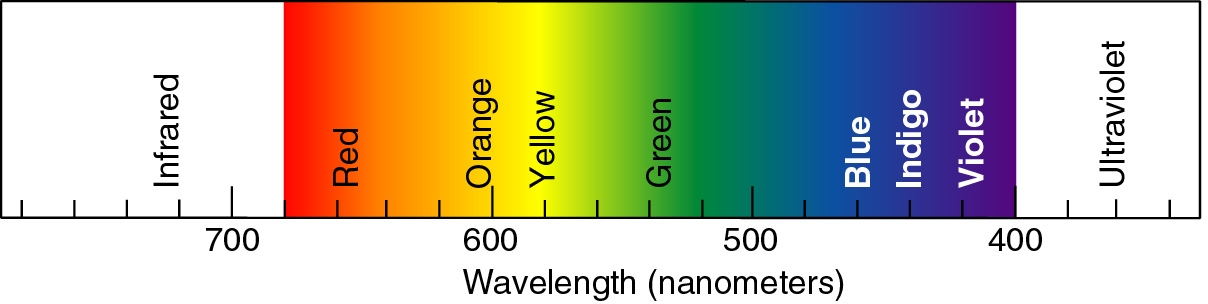 Infrared
Red
Orange
Yellow
Green
Blue
Indigo
Violet
Ultraviolet
700 600 500 400
Wavelength (nanometers)